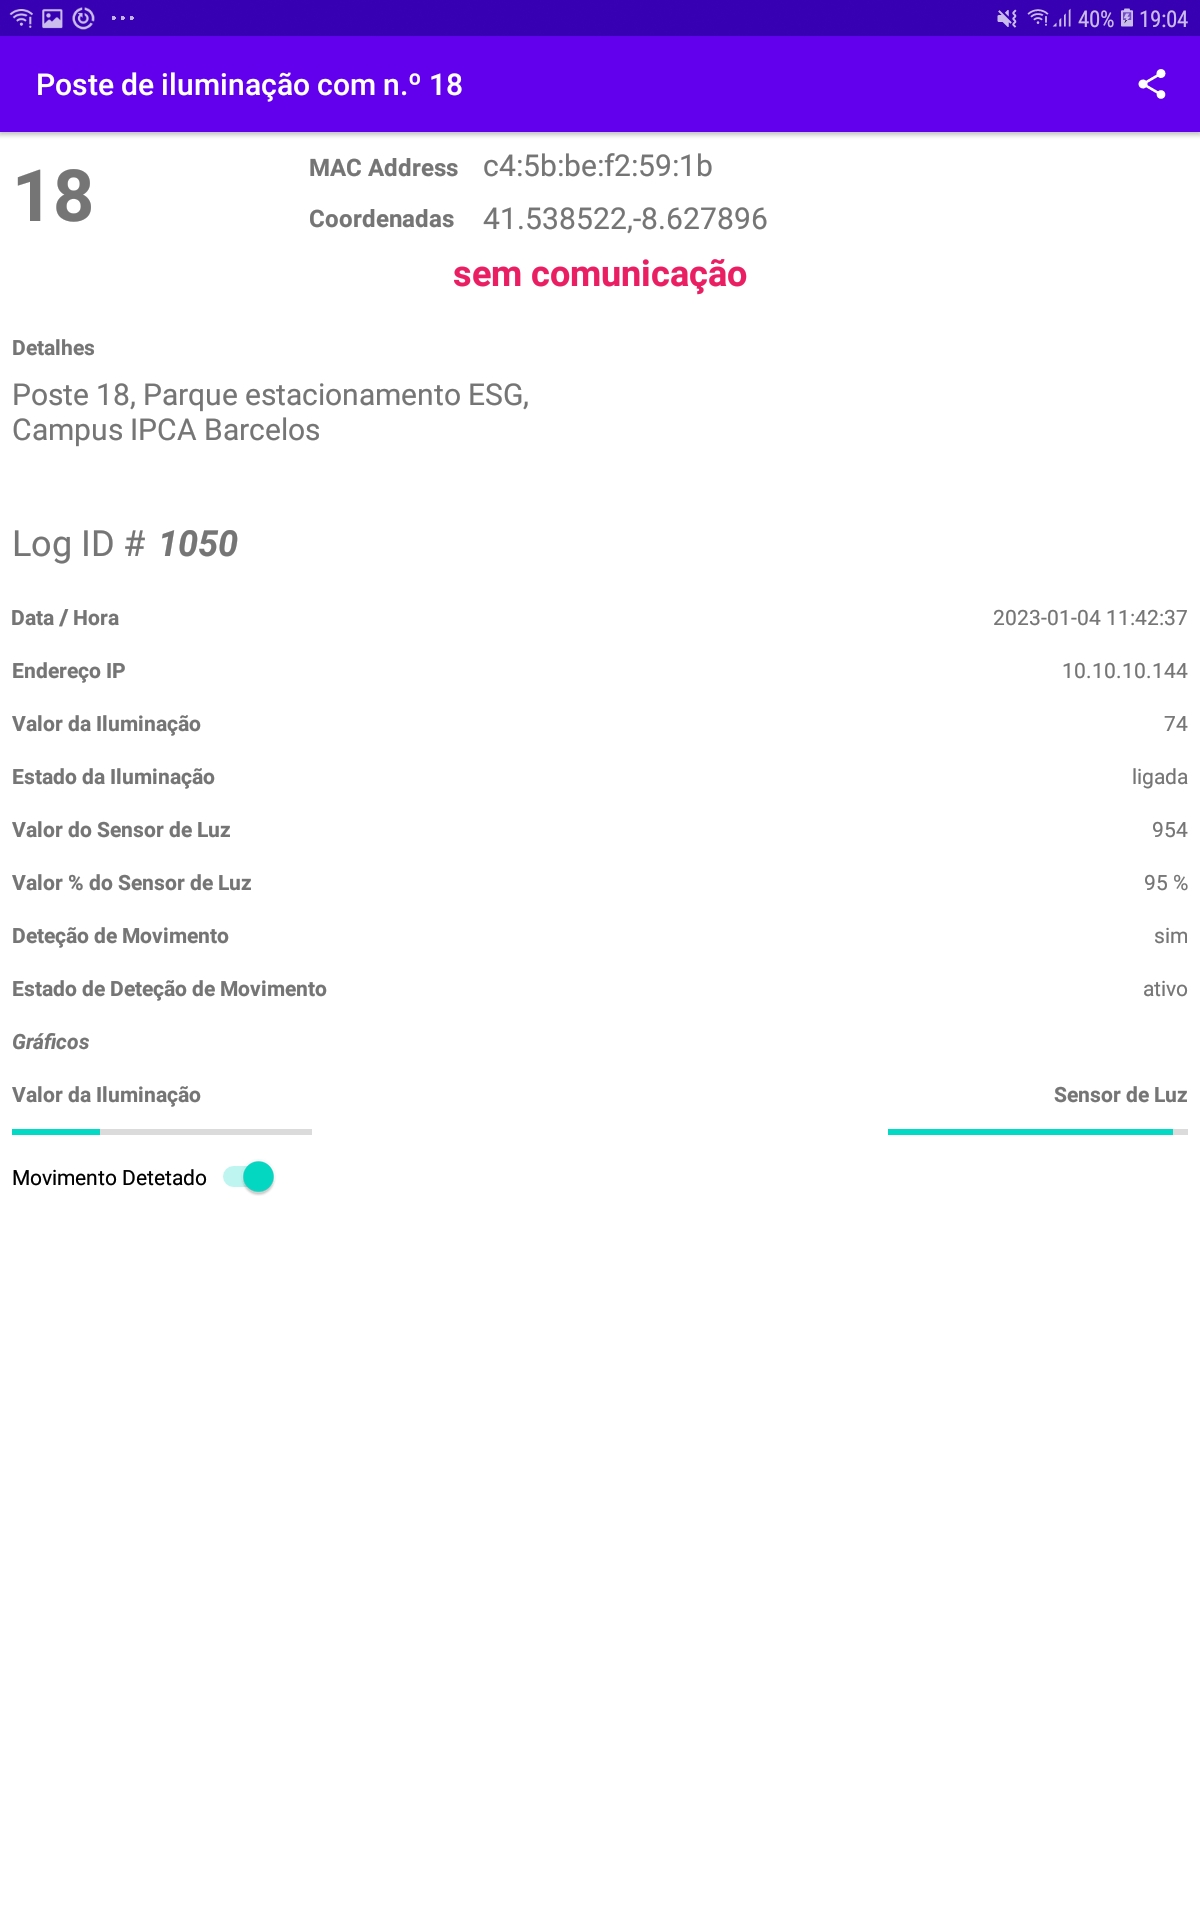 40% 19:04
Poste de iluminação com n.º 18
18
MAC Address c4:5b:be:f2:59:1b
Coordenadas 41.538522,-8.627896
sem comunicação
Detalhes
Poste 18, Parque estacionamento ESG,
Campus IPCA Barcelos
Log ID # 1050
Data / Hora 2023-01-04 11:42:37
Endereço IP 10.10.10.144
Valor da Iluminação 74
Estado da Iluminação ligada
Valor do Sensor de Luz 954
Valor % do Sensor de Luz 95 %
Deteção de Movimento sim
Estado de Deteção de Movimento ativo
Gráficos
Valor da Iluminação Sensor de Luz
Movimento Detetado